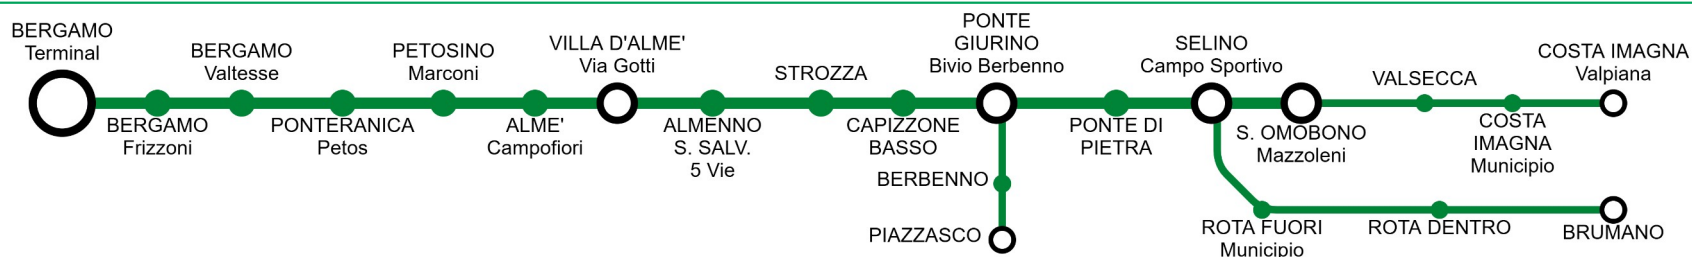 BERGAMO
Terminal
BERGAMO
Frizzoni
BERGAMO
Valtesse
PONTERANICA
Petos
PETOSINO
Marconi
ALME'
Campofiori
VILLA D'ALME'
Via Gotti
ALMENNO
S. SALV.
5 Vie
STROZZA
CAPIZZONE
BASSO
PONTE
GIURINO
Bivio Berbenno
BERBENNO
PIAZZASCO
PONTE DI
PIETRA
SELINO
Campo Sportivo
S. OMOBONO
Mazzoleni
VALSECCA
COSTA
IMAGNA
Municipio
COSTA IMAGNA
Valpiana
ROTA FUORI
Municipio
ROTA DENTRO
BRUMANO